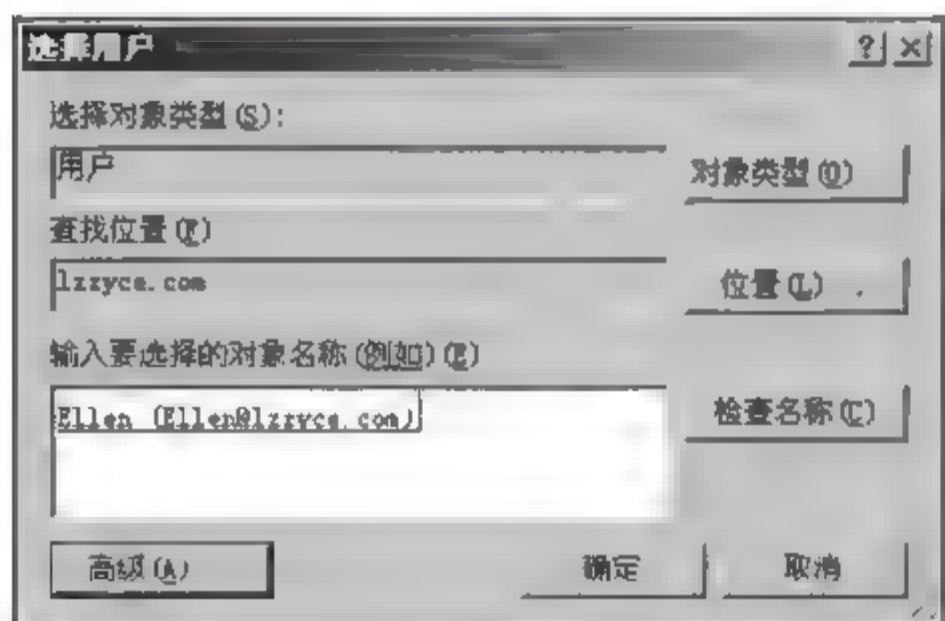 选择用户
选择对象类型(S):
用户
对象类型(O)
查找位置(F)
lzzyce.com
位置(L)
输入要选择的对象名称(例如)(E)
Ellen (Ellen@lzzyce.com)
检查名称(C)
高级(A)
确定
取消